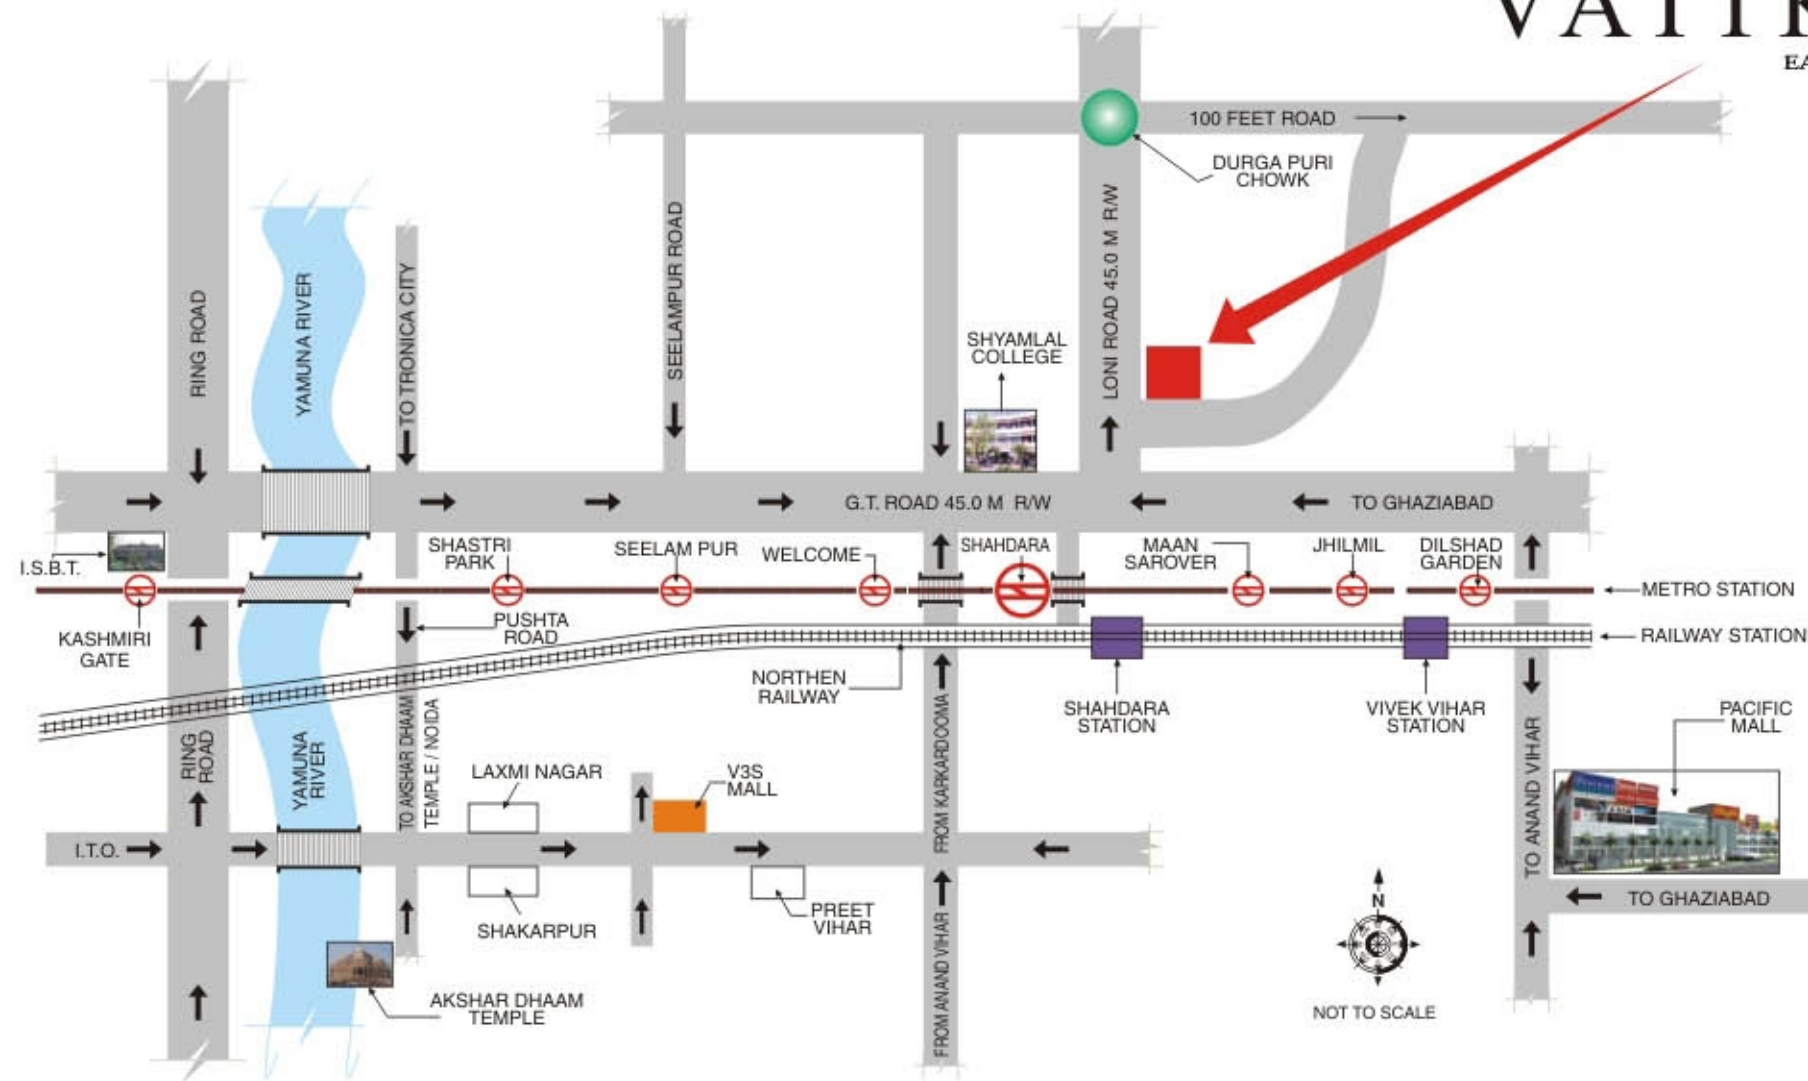 VATIK
EA
100 FEET ROAD
DURGA PURI
CHOWK
RING ROAD
YAMUNA RIVER
TO TRONICA CITY
SEELAMPUR ROAD
SHYAMLAL
COLLEGE
LONI ROAD 45.0 M R/W
G.T. ROAD 45.0 M R/W
TO GHAZIABAD
I.S.B.T.
SHASTRI
PARK
SEELAM PUR
WELCOME
SHAHDARA
MAAN
SAROVER
JHILMIL
DILSHAD
GARDEN
METRO STATION
KASHMIRI
GATE
PUSHTA
ROAD
RAILWAY STATION
NORTHEN
RAILWAY
SHAHDARA
STATION
VIVEK VIHAR
STATION
PACIFIC
MALL
RING
ROAD
YAMUNA
RIVER
TO AKSHAR DHAAM
TEMPLE / NOIDA
LAXMI NAGAR
V3S
MALL
FROM KARKARDOOMA
TO ANAND VIHAR
I.T.O.
SHAKARPUR
PREET
VIHAR
FROM ANAND VIHAR
N
TO GHAZIABAD
AKSHAR DHAAM
TEMPLE
NOT TO SCALE